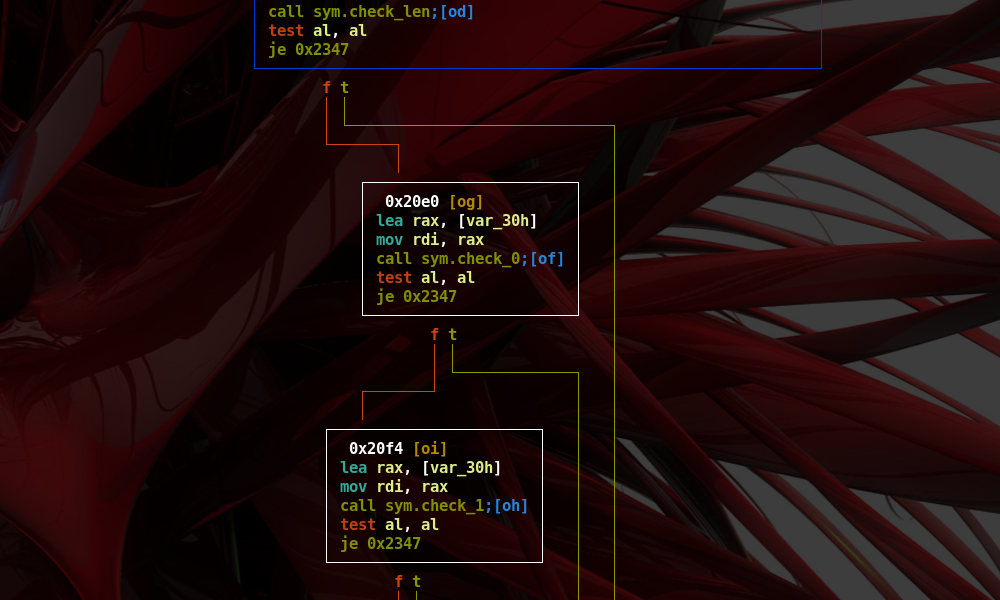 call sym.check_len;[od]
test al, al
je 0x2347
f t
0x20e0 [og]
lea rax, [var_30h]
mov rdi, rax
call sym.check_0;[of]
test al, al
je 0x2347
f t
0x20f4 [oi]
lea rax, [var_30h]
mov rdi, rax
call sym.check_1;[oh]
test al, al
je 0x2347
f t